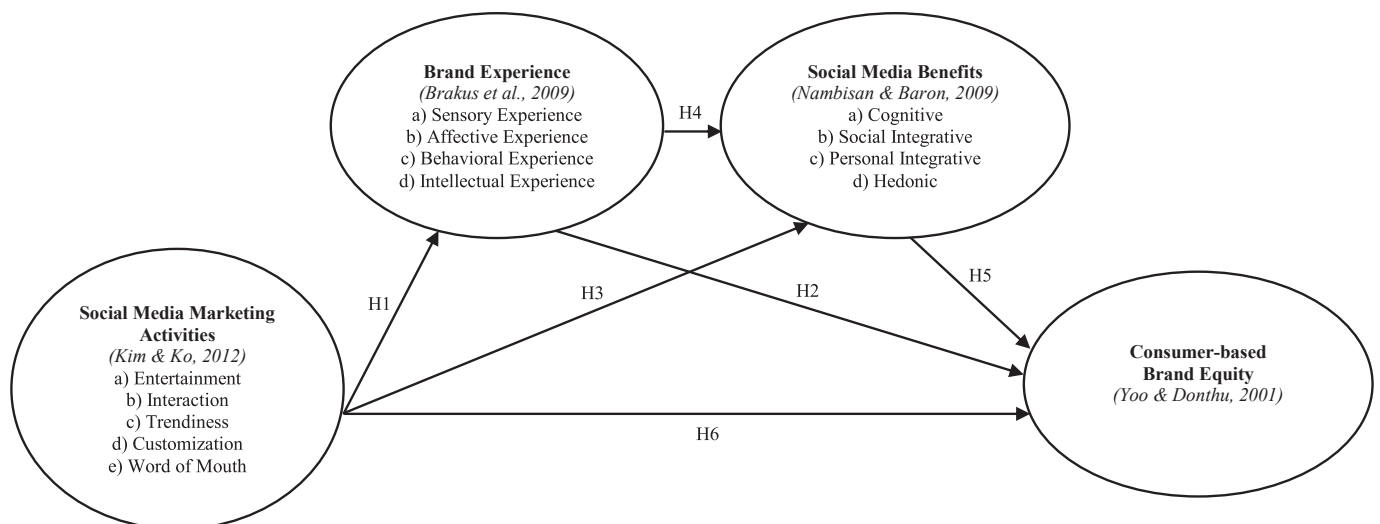 Brand Experience
(Brakus et al., 2009)
a) Sensory Experience
b) Affective Experience
c) Behavioral Experience
d) Intellectual Experience
H4
Social Media Benefits
(Nambisan & Baron, 2009)
a) Cognitive
b) Social Integrative
c) Personal Integrative
d) Hedonic
H1
H3
H2
H5
Social Media Marketing
Activities
(Kim & Ko, 2012)
a) Entertainment
b) Interaction
c) Trendiness
d) Customization
e) Word of Mouth
Consumer-based
Brand Equity
(Yoo & Donthu, 2001)
H6